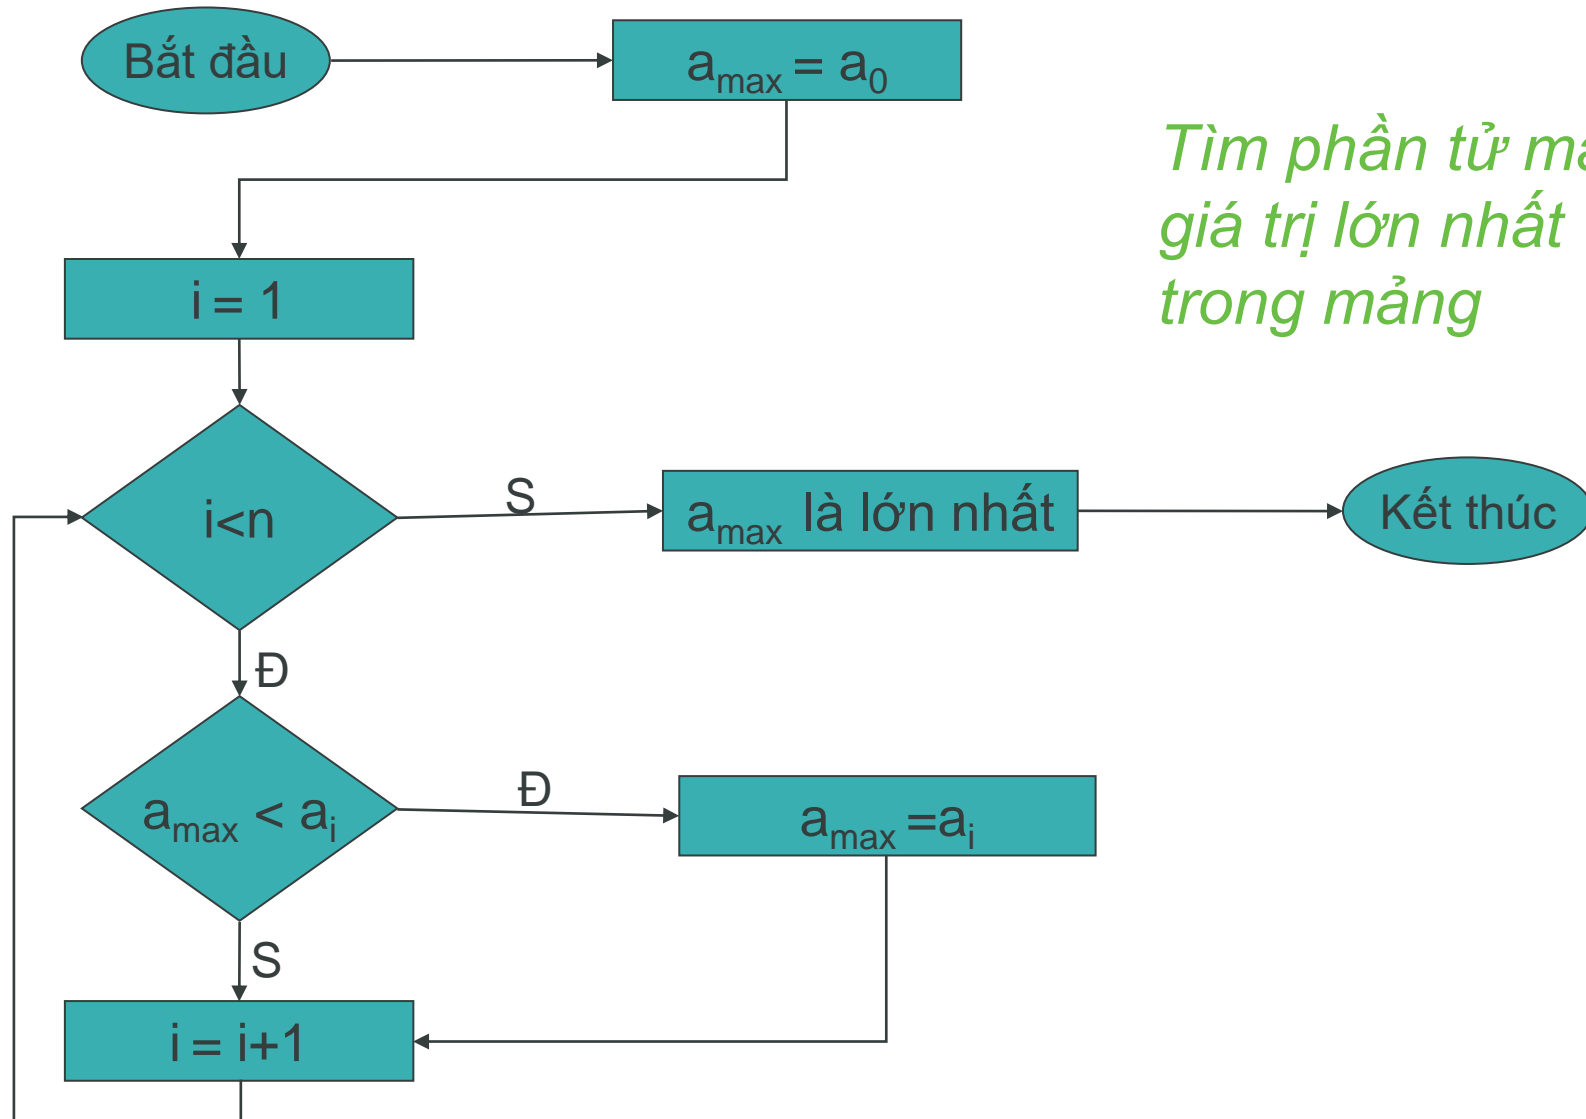 Bắt đầu
aₘₐₓ = a₀
Tìm phần tử
giá trị lớn nhất
trong mảng
i = 1
i<n
S
aₘₐₓ là lớn nhất
Kết thúc
Đ
aₘₐₓ < aᵢ
Đ
aₘₐₓ =aᵢ
S
i = i+1